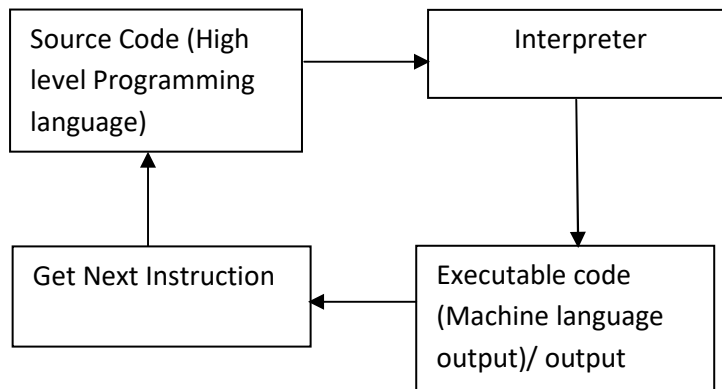 Source Code (High
level Programming
language)
Interpreter
Get Next Instruction
Executable code
(Machine language
output)/ output